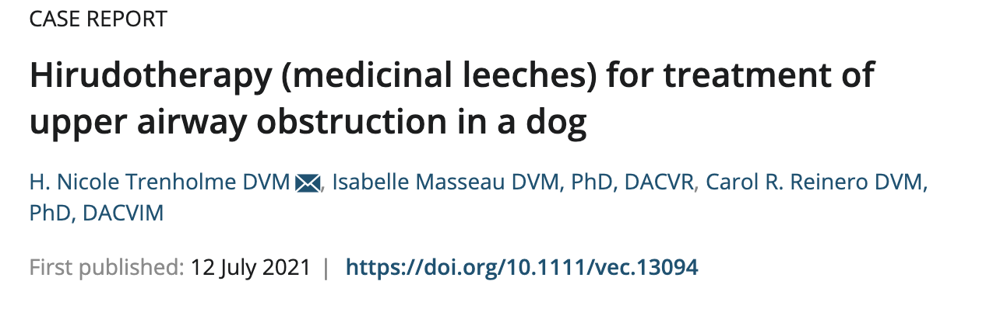 CASE REPORT
Hirudotherapy (medicinal leeches) for treatment of
upper airway obstruction in a dog
H. Nicole Trenholme DVM, Isabelle Masseau DVM, PhD, DACVR, Carol R. Reinero DVM,
PhD, DACVIM
First published: 12 July 2021 | https://doi.org/10.1111/vec.13094